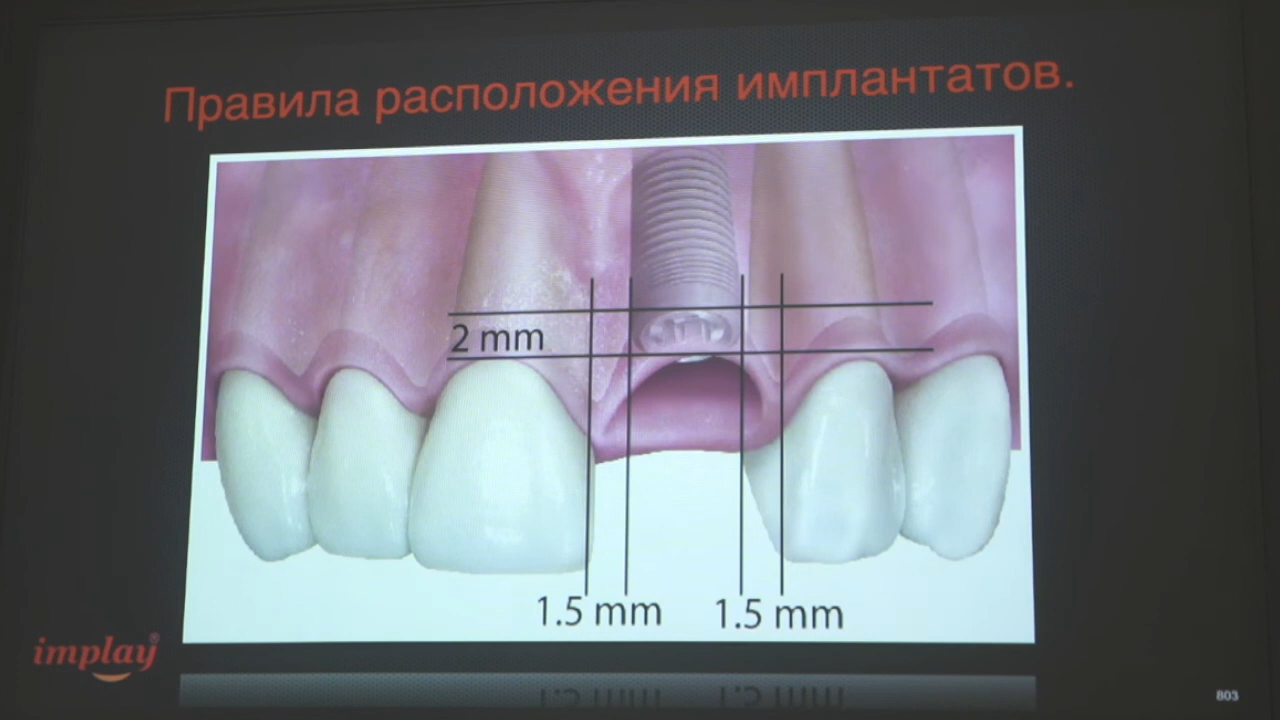 Правила расположения имплантатов.
2 mm
1.5 mm 1.5 mm
implay®
803